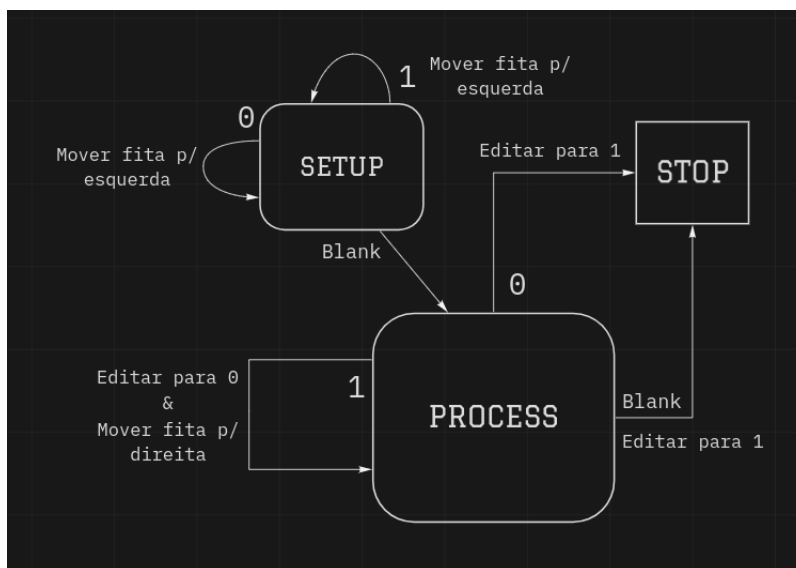 1
Mover fita p/
esquerda
0
Mover fita p/
esquerda
SETUP
Editar para 1
STOP
Blank
0
Editar para 0
&
Mover fita p/
direita
1
PROCESS
Blank
Editar para 1